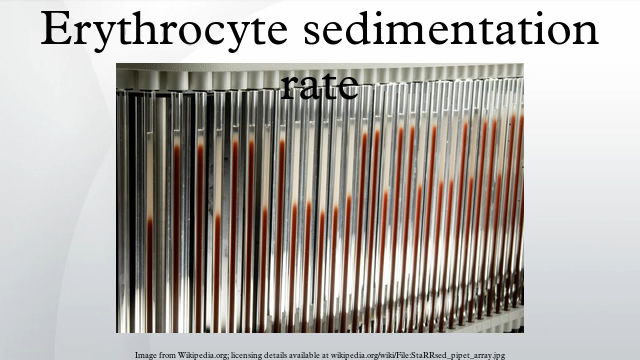 Erythrocyte sedimentation
rate
Image from Wikipedia.org; licensing details available at wikipedia.org/wiki/File:StaRRsed_pipet_array.jpg